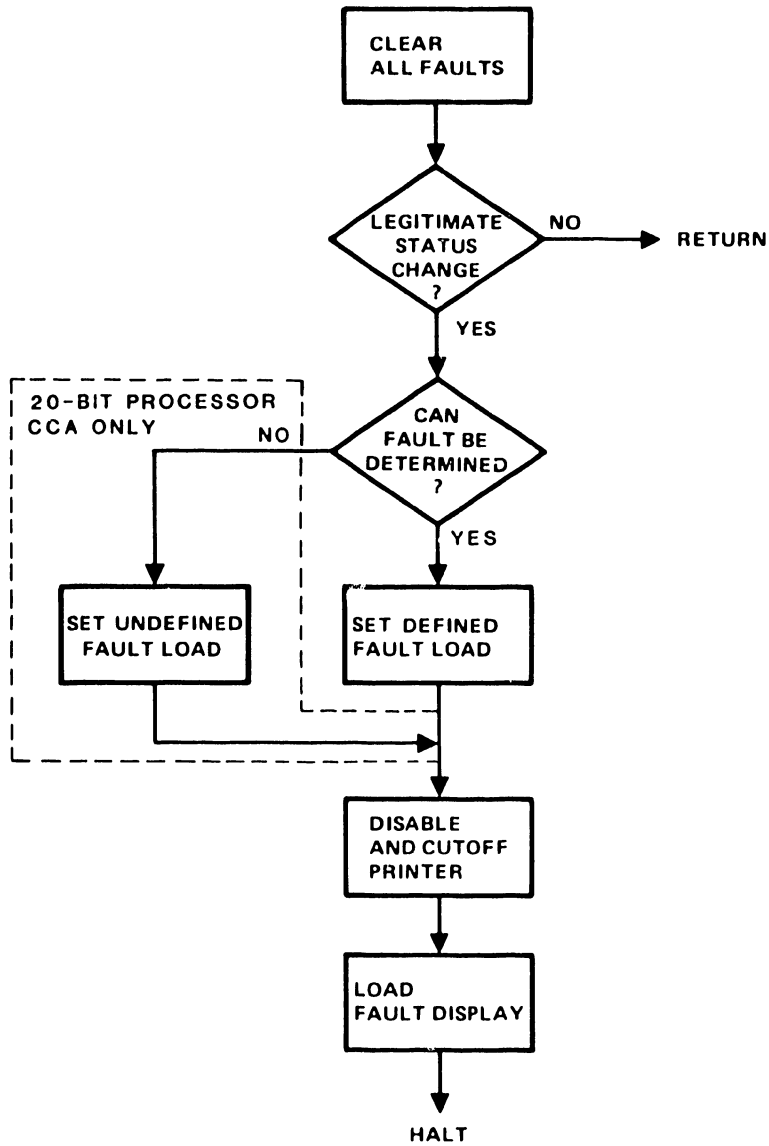 CLEAR
ALL FAULTS
LEGITIMATE
STATUS
CHANGE
?
NO
RETURN
YES
20-BIT PROCESSOR
CCA ONLY
NO
CAN
FAULT BE
DETERMINED
?
YES
SET UNDEFINED
FAULT LOAD
SET DEFINED
FAULT LOAD
DISABLE
AND CUTOFF
PRINTER
LOAD
FAULT DISPLAY
HALT